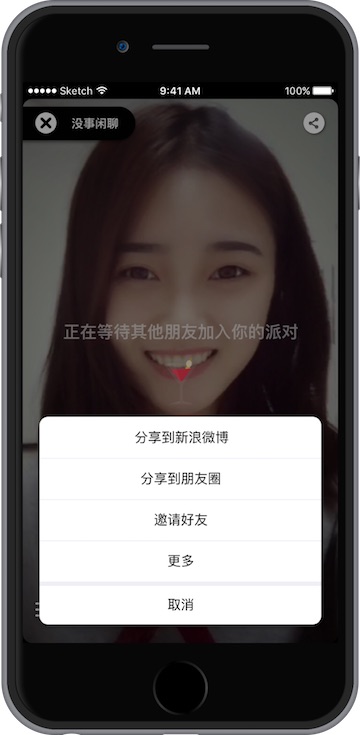 Sketch 9:41 AM 100%
没事闲聊
正在等待其他朋友加入你的派对
分享到新浪微博
分享到朋友圈
邀请好友
更多
取消